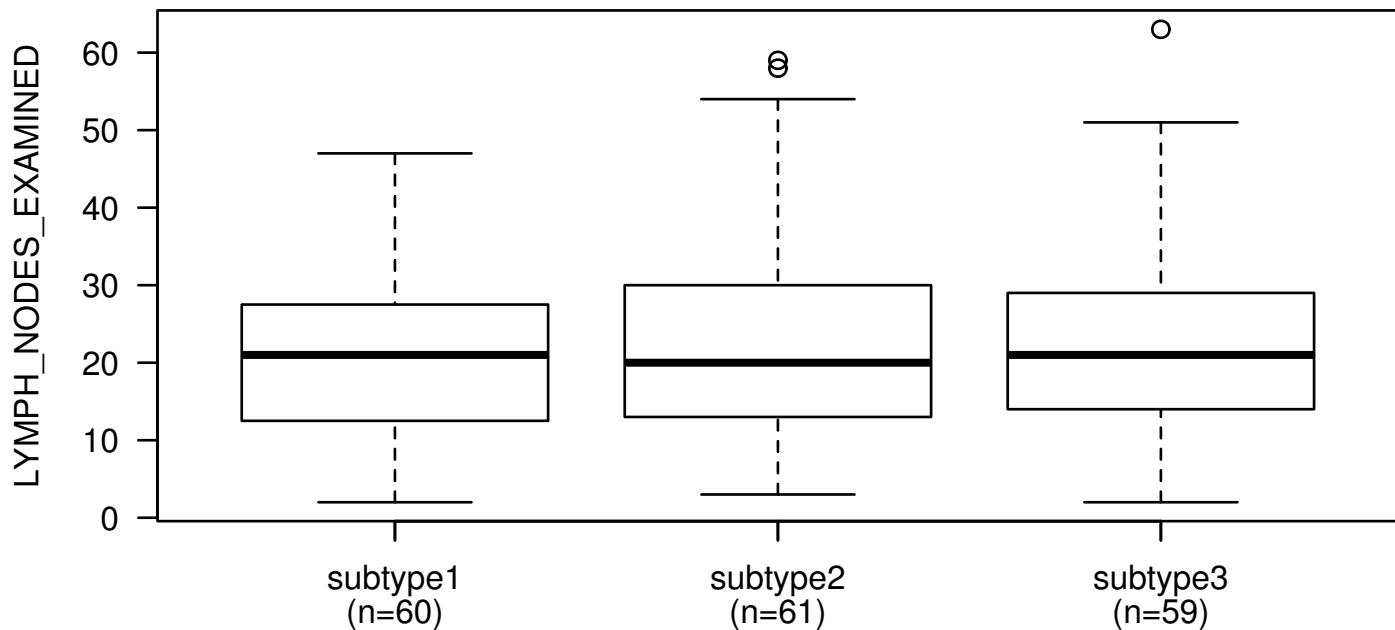 LYMPH_NODES_EXAMINED
60
50
40
30
20
10
0
subtype1
(n=60)
subtype2
(n=61)
subtype3
(n=59)